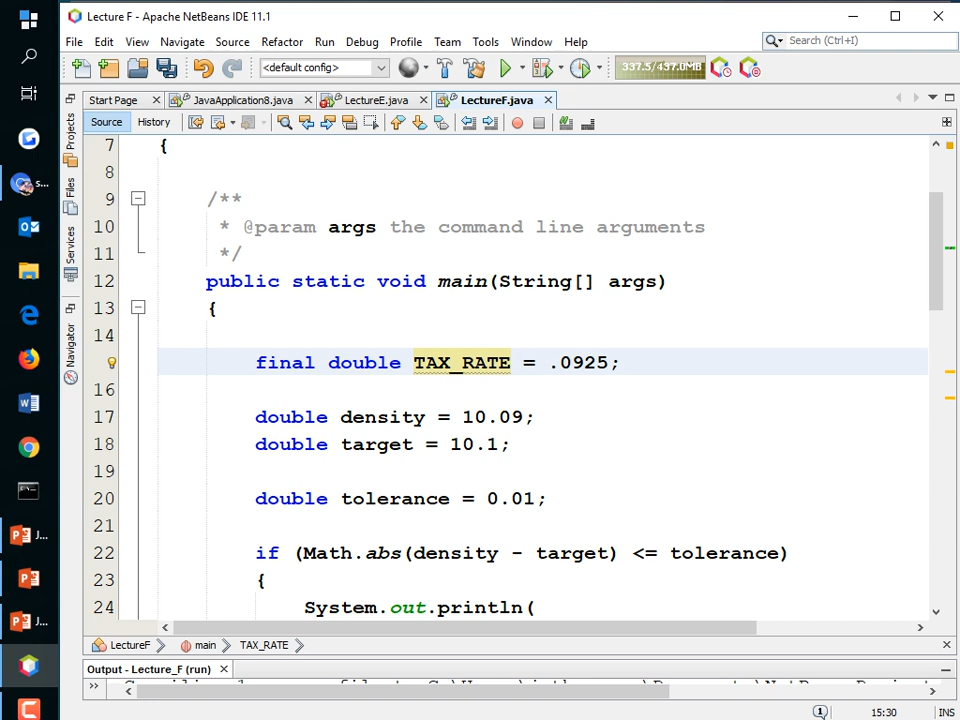 Lecture F - Apache NetBeans IDE 11.1
File Edit View Navigate Source Refactor Run Debug Profile Team Tools Window Help
Search (Ctrl+I)
<default config>
337.5/437.0MB
Start Page
JavaApplication8.java
LectureE.java
LectureF.java
Source
History
Projects
Files
Services
Navigator
s...
J...
J...
7 {
8
9 /**
10 * @param args the command line arguments
11 */
12 public static void main(String[] args)
13 {
14
final double TAX_RATE = .0925;
16
17 double density = 10.09;
18 double target = 10.1;
19
20 double tolerance = 0.01;
21
22 if (Math.abs(density - target) <= tolerance)
23 {
24 System.out.println(
LectureF
main
TAX_RATE
Output - Lecture_F (run)
1
15:30
INS